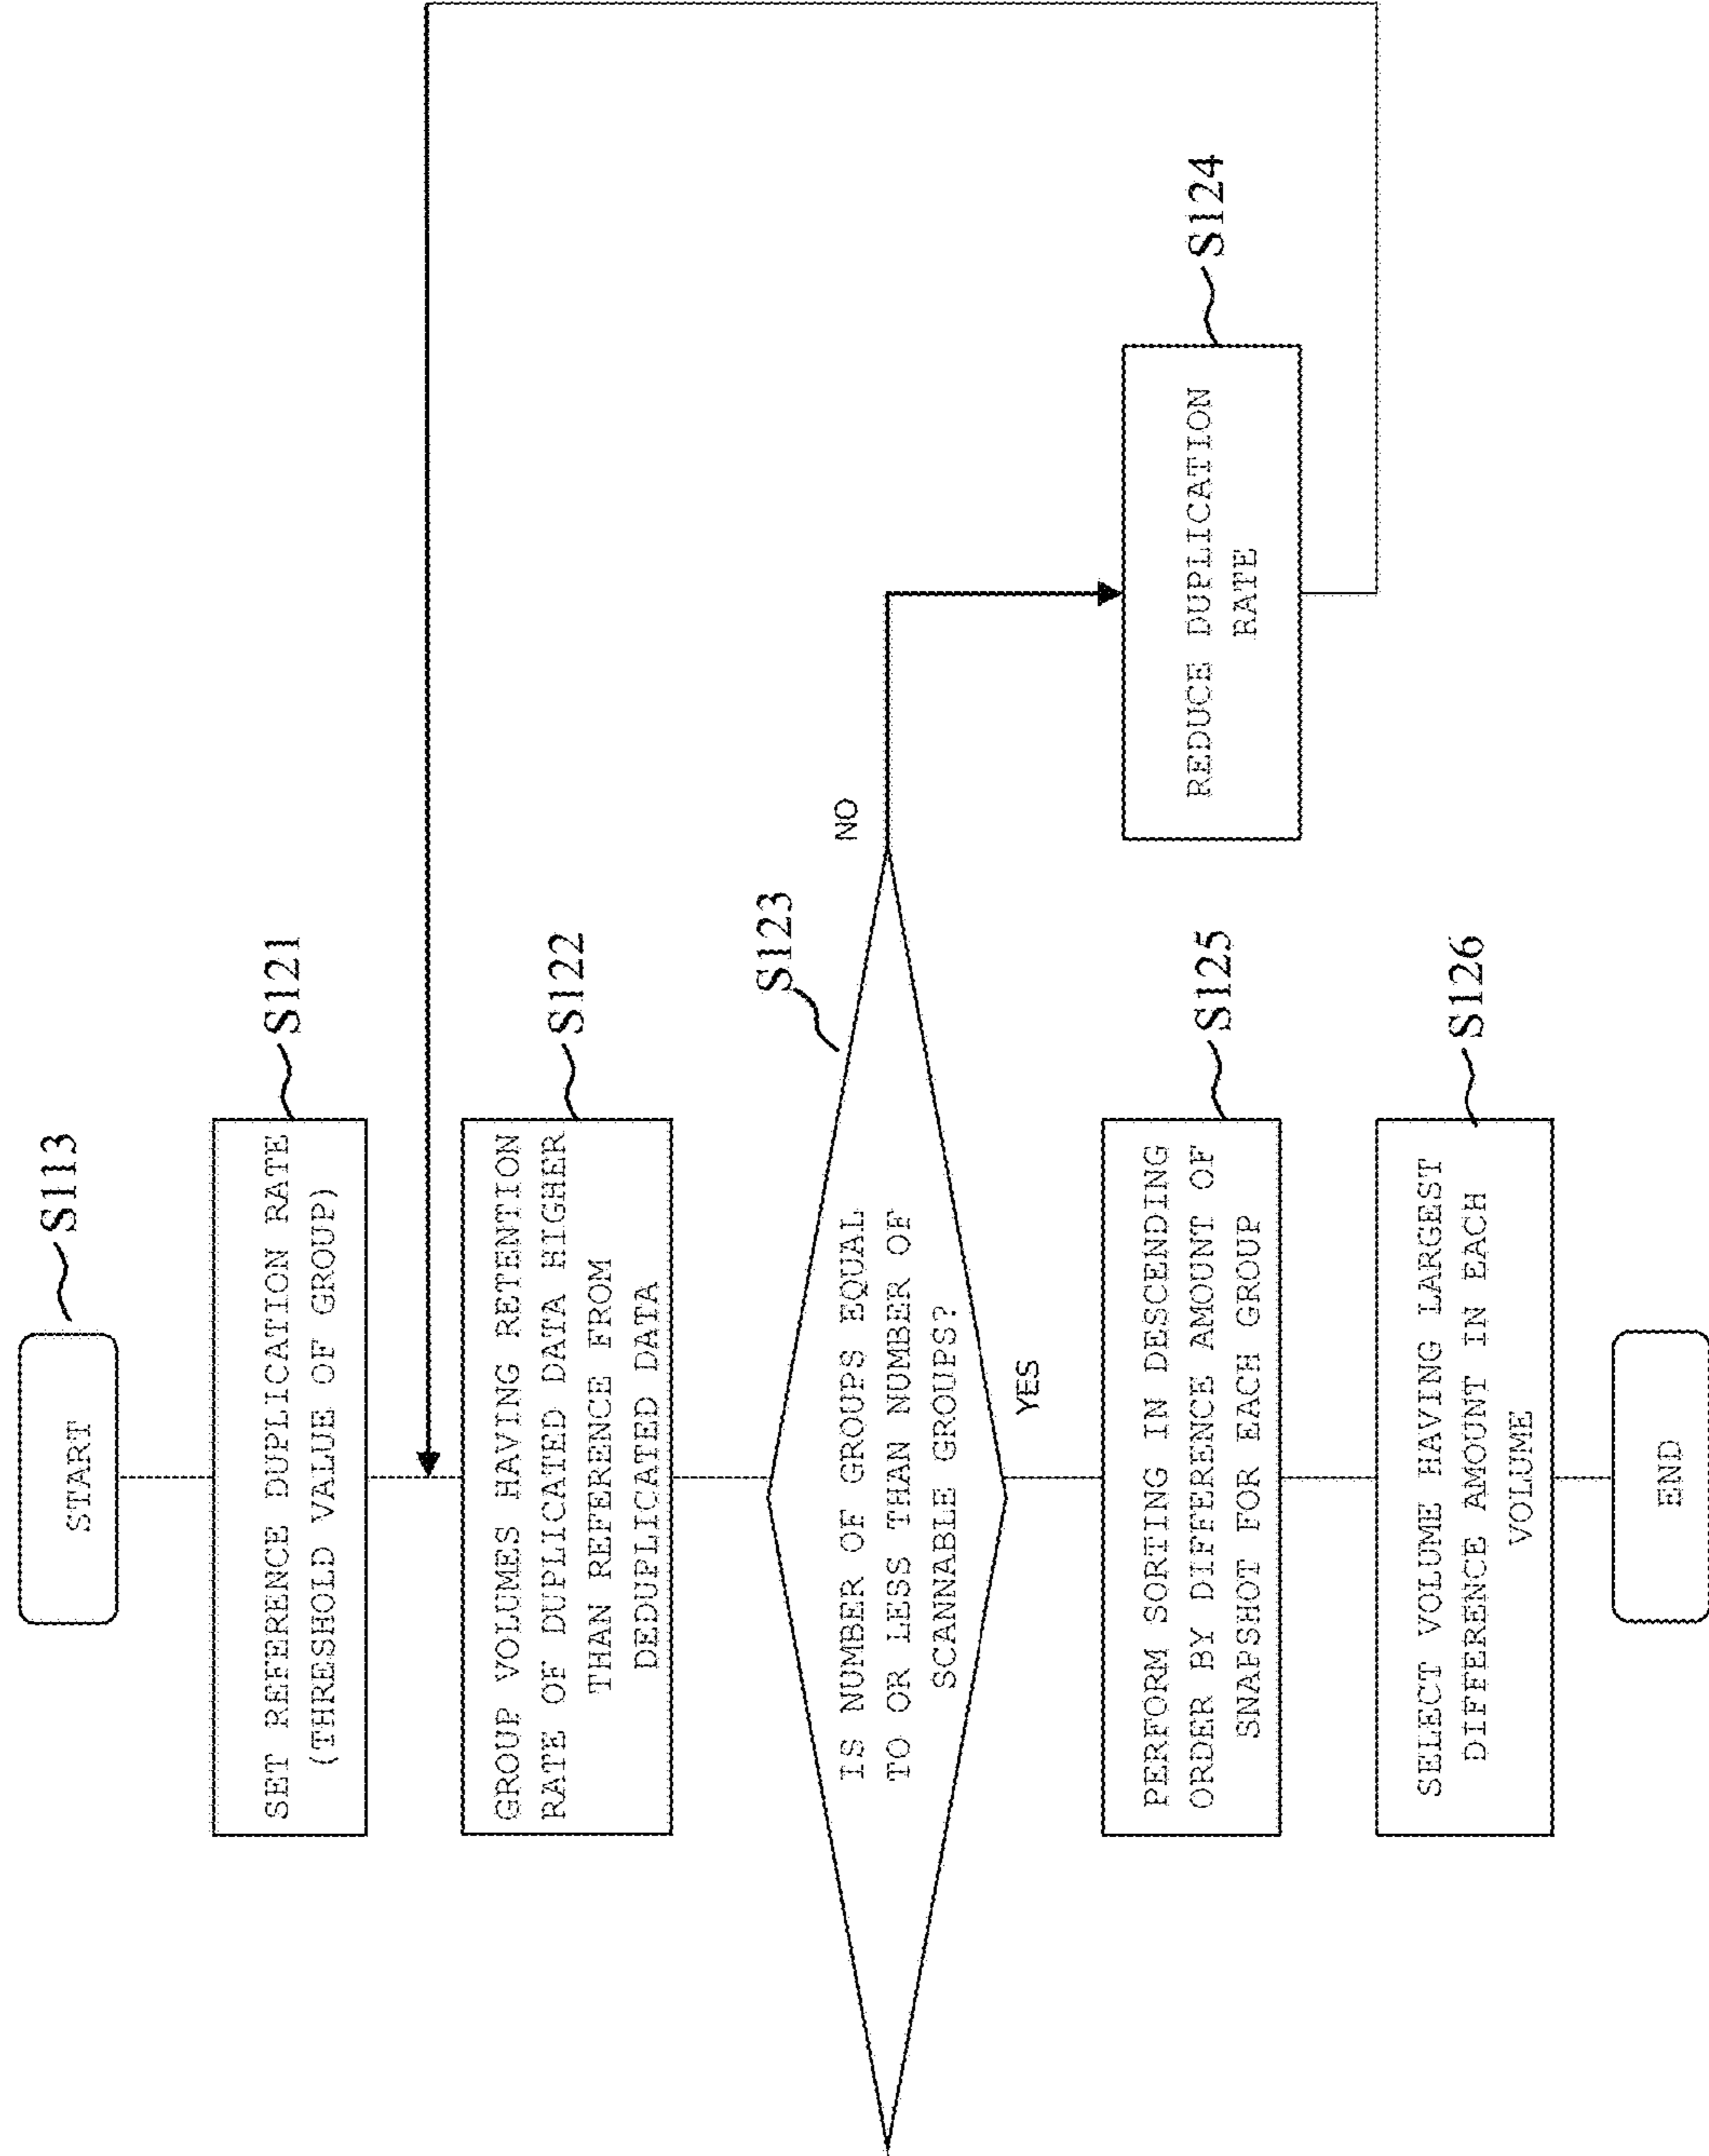 START
S113
SET REFERENCE DUPLICATION RATE
(THRESHOLD VALUE OF GROUP)
S121
GROUP VOLUMES HAVING RETENTION
RATE OF DUPLICATED DATA HIGHER
THAN REFERENCE FROM
DEDUPLICATED DATA
S122
IS NUMBER OF GROUPS EQUAL
TO OR LESS THAN NUMBER OF
SCANNABLE GROUPS?
S123
NO
REDUCE DUPLICATION
RATE
S124
YES
PERFORM SORTING IN DESCENDING
ORDER BY DIFFERENCE AMOUNT OF
SNAPSHOT FOR EACH GROUP
S125
SELECT VOLUME HAVING LARGEST
DIFFERENCE AMOUNT IN EACH
VOLUME
S126
END